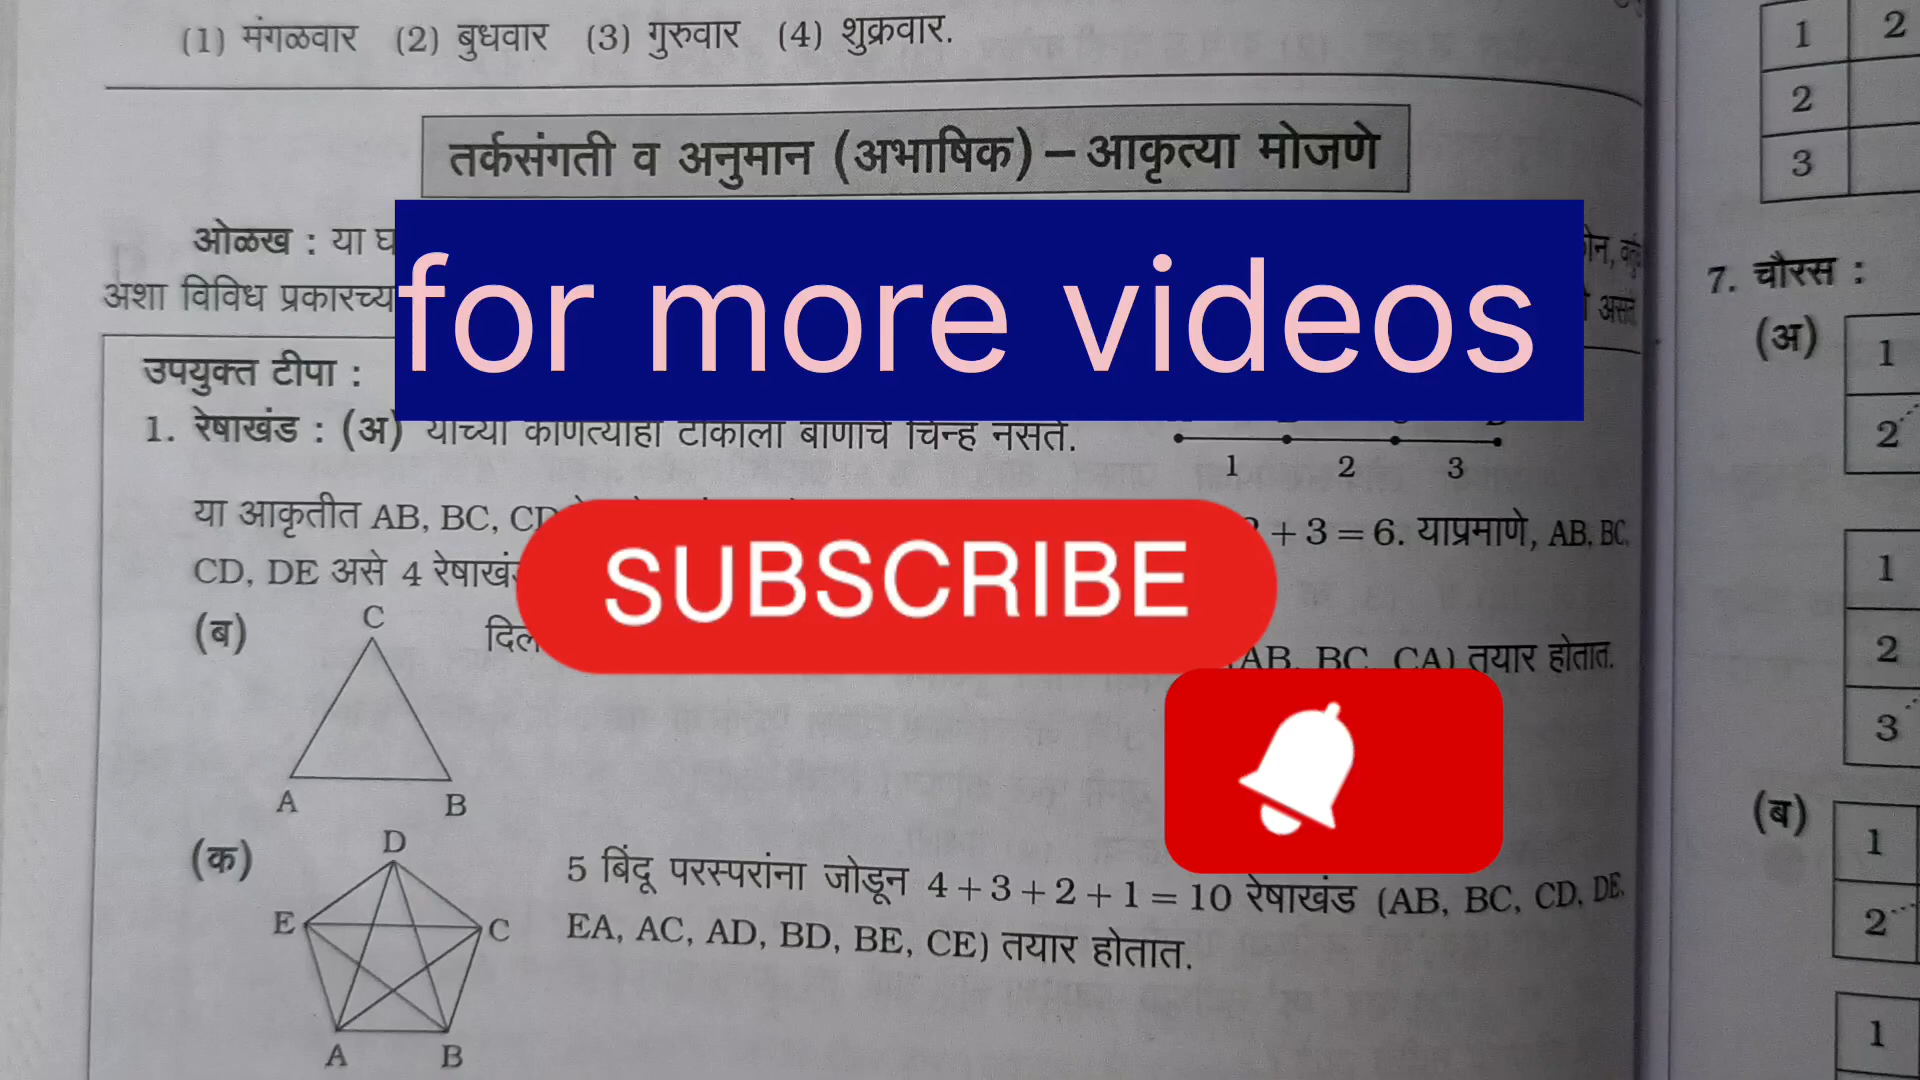 (1) मंगळवार (2) बुधवार (3) गुरुवार (4) शुक्रवार.
तर्कसंगती व अनुमान (अभाषिक) – आकृत्या मोजणे
ओळख : या
अशा विविध
for more videos
उपयुक्त टीपा :
1. रेषाखंड : (अ) यांच्या कोणत्याही टोकाला बाणाचे चिन्ह नसते.
1 2 3
या आकृतीत AB, BC,
+ 3 = 6. याप्रमाणे, AB, BC,
CD, DE असे 4
SUBSCRIBE
(ब)
C
AB, BC, CA) तयार होतात.
A B
(क)
D
E C
A B
5 बिंदू परस्परांना जोडून 4 + 3 + 2 + 1 = 10 रेषाखंड (AB, BC, CD, DE,
EA, AC, AD, BD, BE, CE) तयार होतात.
1 2
2
3
7. चौरस :
(अ)
1
2
1
2
3
(ब)
1
2
1